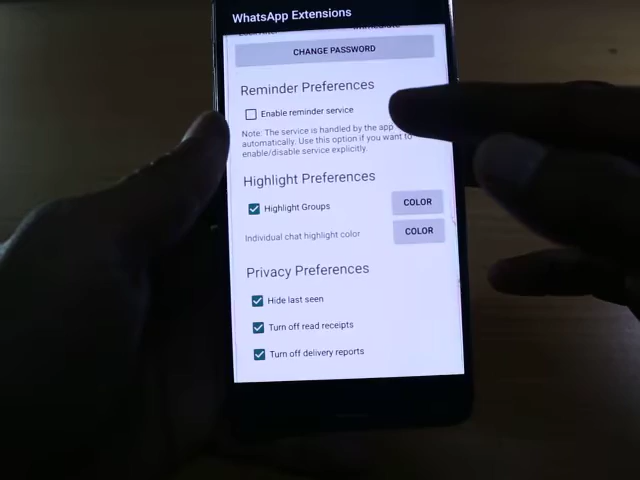 WhatsApp Extensions
CHANGE PASSWORD
Reminder Preferences
Enable reminder service
Note: The service is handled by the app
automatically. Use this option if you want to
enable/disable service explicitly.
Highlight Preferences
Highlight Groups
COLOR
Individual chat highlight color
COLOR
Privacy Preferences
Hide last seen
Turn off read receipts
Turn off delivery reports